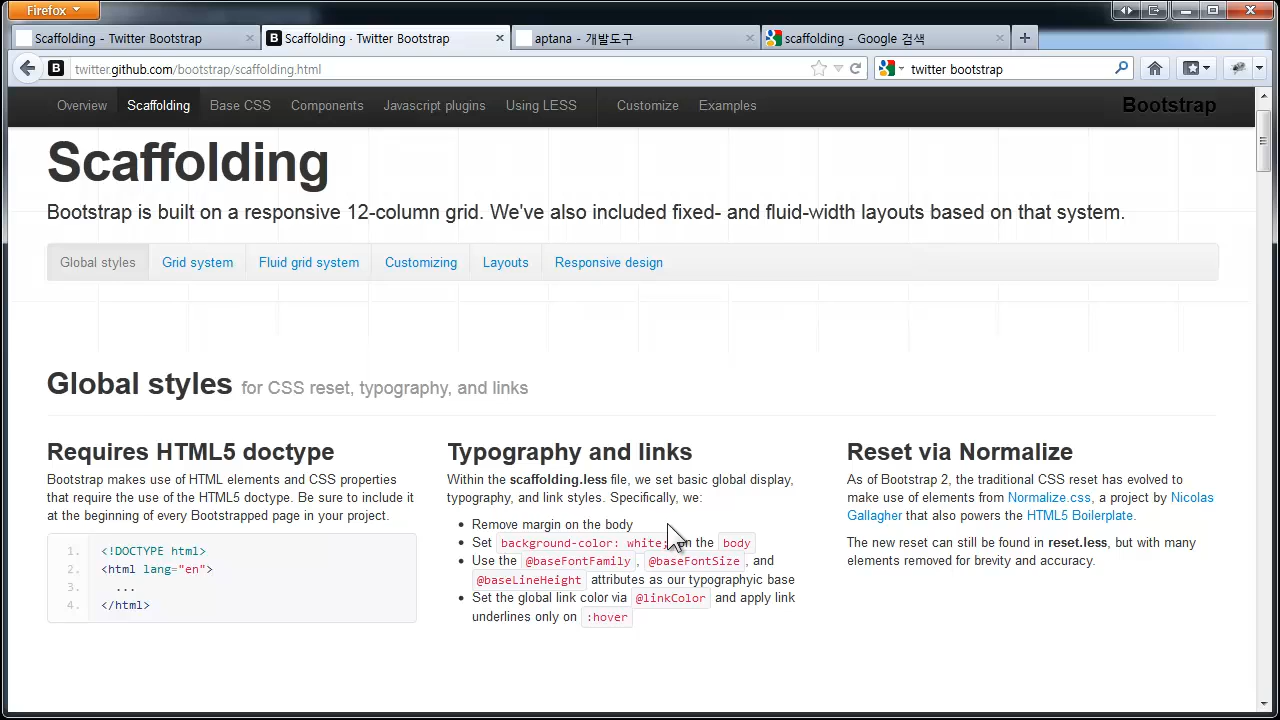 Firefox
Scaffolding - Twitter Bootstrap
Scaffolding · Twitter Bootstrap
aptana - 개발도구
scaffolding - Google 검색
twitter.github.com/bootstrap/scaffolding.html
twitter bootstrap
Overview Scaffolding Base CSS Components Javascript plugins Using LESS Customize Examples Bootstrap
Scaffolding
Bootstrap is built on a responsive 12-column grid. We've also included fixed- and fluid-width layouts based on that system.
Global styles Grid system Fluid grid system Customizing Layouts Responsive design
Global styles for CSS reset, typography, and links
Requires HTML5 doctype
Bootstrap makes use of HTML elements and CSS properties
that require the use of the HTML5 doctype. Be sure to include it
at the beginning of every Bootstrapped page in your project.
1. <!DOCTYPE html>
2. <html lang="en">
3. ...
4. </html>
Typography and links
Within the scaffolding.less file, we set basic global display,
typography, and link styles. Specifically, we:
• Remove margin on the body
• Set background-color: white; on the body
• Use the @baseFontFamily, @baseFontSize, and
@baseLineHeight attributes as our typographyic base
• Set the global link color via @linkColor and apply link
underlines only on :hover
Reset via Normalize
As of Bootstrap 2, the traditional CSS reset has evolved to
make use of elements from Normalize.css, a project by Nicolas
Gallagher that also powers the HTML5 Boilerplate.
The new reset can still be found in reset.less, but with many
elements removed for brevity and accuracy.